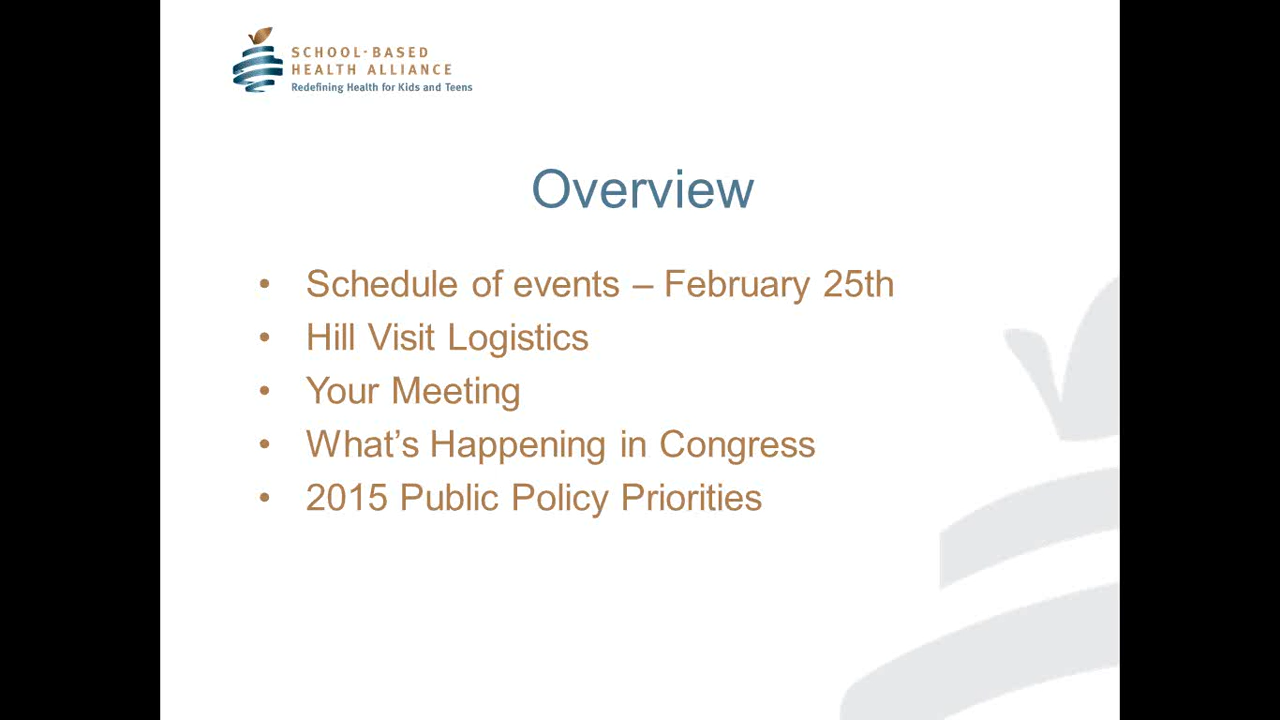 SCHOOL-BASED
HEALTH ALLIANCE
Redefining Health for Kids and Teens
Overview
• Schedule of events – February 25th
• Hill Visit Logistics
• Your Meeting
• What’s Happening in Congress
• 2015 Public Policy Priorities